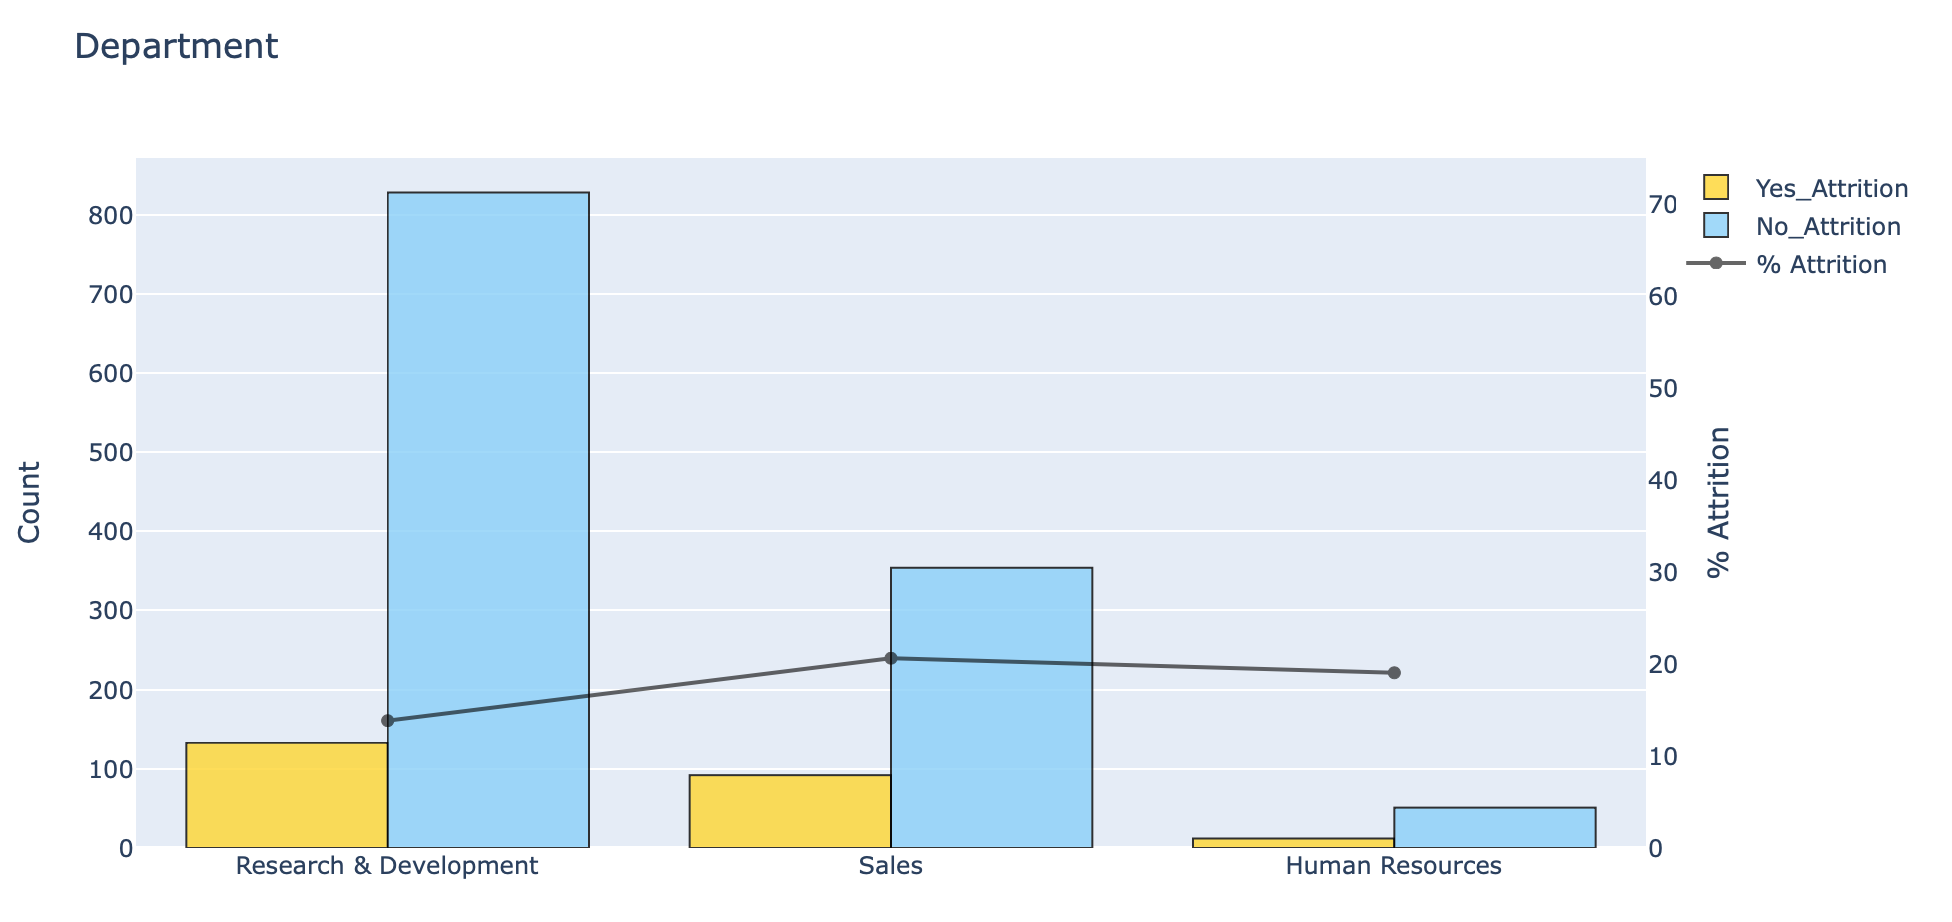 Department
Count
800
700
600
500
400
300
200
100
0
Research & Development
Sales
Human Resources
70
60
50
40
30
20
10
0
% Attrition
Yes_Attrition
No_Attrition
% Attrition